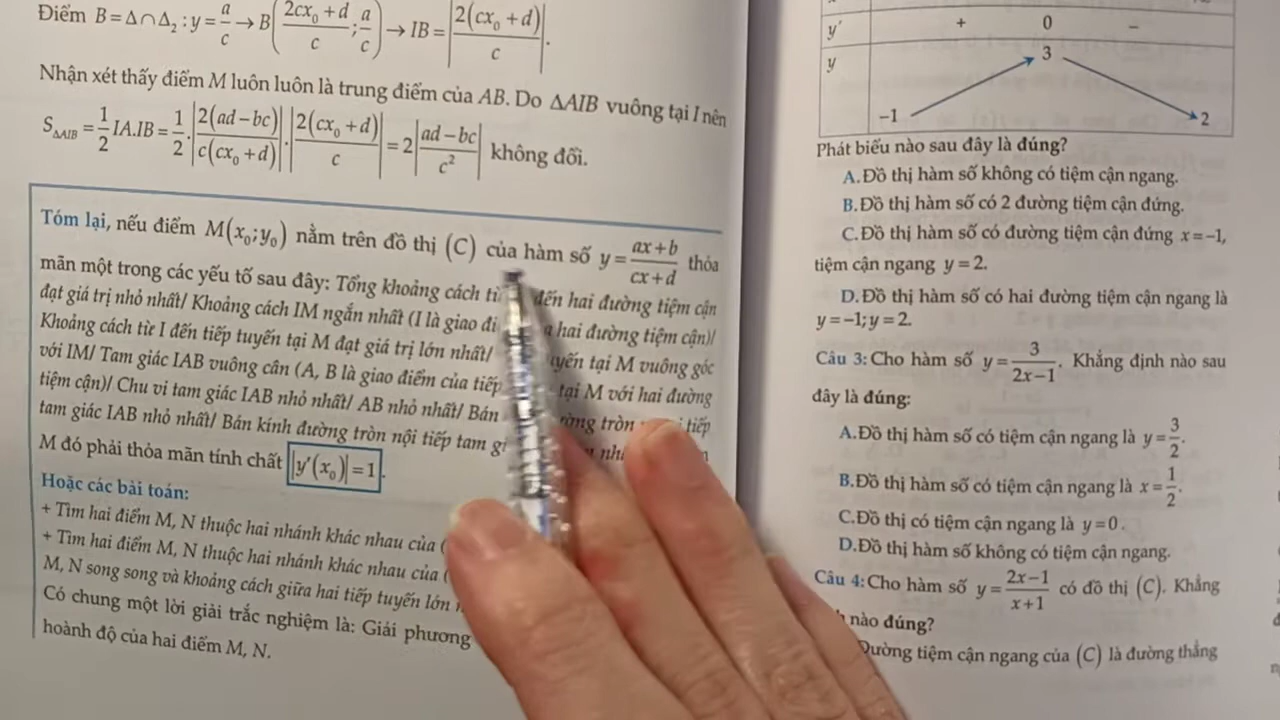 Điểm B = Δ∩Δ₂ : y = a/c → B((2cx₀ + d)/c ; a/c) → IB = |2(cx₀ + d)/c|.
Nhận xét thấy điểm M luôn luôn là trung điểm của AB. Do ΔAIB vuông tại I nên
S_ΔAIB = 1/2 IA.IB = 1/2.|2(ad − bc)/c(cx₀ + d)|.|2(cx₀ + d)/c| = 2|ad − bc/c²| không đổi.
Tóm lại, nếu điểm M(x₀;y₀) nằm trên đồ thị (C) của hàm số y = (ax + b)/(cx + d) thỏa
mãn một trong các yếu tố sau đây: Tổng khoảng cách đến hai đường tiệm cận
đạt giá trị nhỏ nhất/ Khoảng cách IM ngắn nhất (I là giao hai đường tiệm cận)/
Khoảng cách từ I đến tiếp tuyến tại M đạt giá trị lớn nhất/ tại M vuông góc
với IM/ Tam giác IAB vuông cân (A, B là giao điểm của tiếp tại M với hai đường
tiệm cận)/ Chu vi tam giác IAB nhỏ nhất/ AB nhỏ nhất/ Bán tròn tiếp
tam giác IAB nhỏ nhất/ Bán kính đường tròn nội tiếp tam
M đó phải thỏa mãn tính chất |y'(x₀)| = 1.
Hoặc các bài toán:
+ Tìm hai điểm M, N thuộc hai nhánh khác nhau của (
+ Tìm hai điểm M, N thuộc hai nhánh khác nhau của (
M, N song song và khoảng cách giữa hai tiếp tuyến lớn
Có chung một lời giải trắc nghiệm là: Giải phương
hoành độ của hai điểm M, N.
y' + 0 −
y 3
−1 2
Phát biểu nào sau đây là đúng?
A.Đồ thị hàm số không có tiệm cận ngang.
B.Đồ thị hàm số có 2 đường tiệm cận đứng.
C.Đồ thị hàm số có đường tiệm cận đứng x = −1,
tiệm cận ngang y = 2.
D.Đồ thị hàm số có hai đường tiệm cận ngang là
y = −1; y = 2.
Câu 3: Cho hàm số y = 3/(2x − 1). Khẳng định nào sau
đây là đúng:
A.Đồ thị hàm số có tiệm cận ngang là y = 3/2.
B.Đồ thị hàm số có tiệm cận ngang là x = 1/2.
C.Đồ thị có tiệm cận ngang là y = 0.
D.Đồ thị hàm số không có tiệm cận ngang.
Câu 4: Cho hàm số y = (2x − 1)/(x + 1) có đồ thị (C). Khẳng
nào đúng?
Đường tiệm cận ngang của (C) là đường thẳng